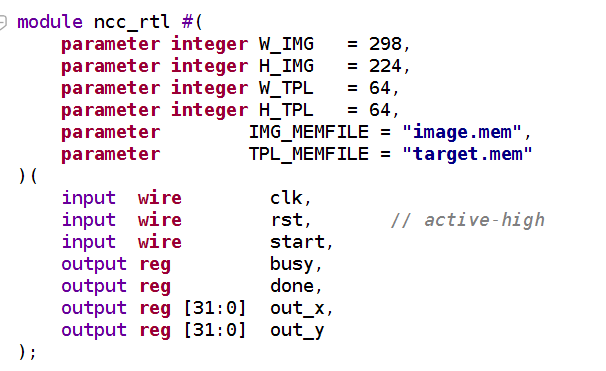 module ncc_rtl #(
    parameter integer W_IMG   = 298,
    parameter integer H_IMG   = 224,
    parameter integer W_TPL   = 64,
    parameter integer H_TPL   = 64,
    parameter         IMG_MEMFILE = "image.mem",
    parameter         TPL_MEMFILE = "target.mem"
)(
    input  wire        clk,
    input  wire        rst,       // active-high
    input  wire        start,
    output reg         busy,
    output reg         done,
    output reg [31:0]  out_x,
    output reg [31:0]  out_y
);